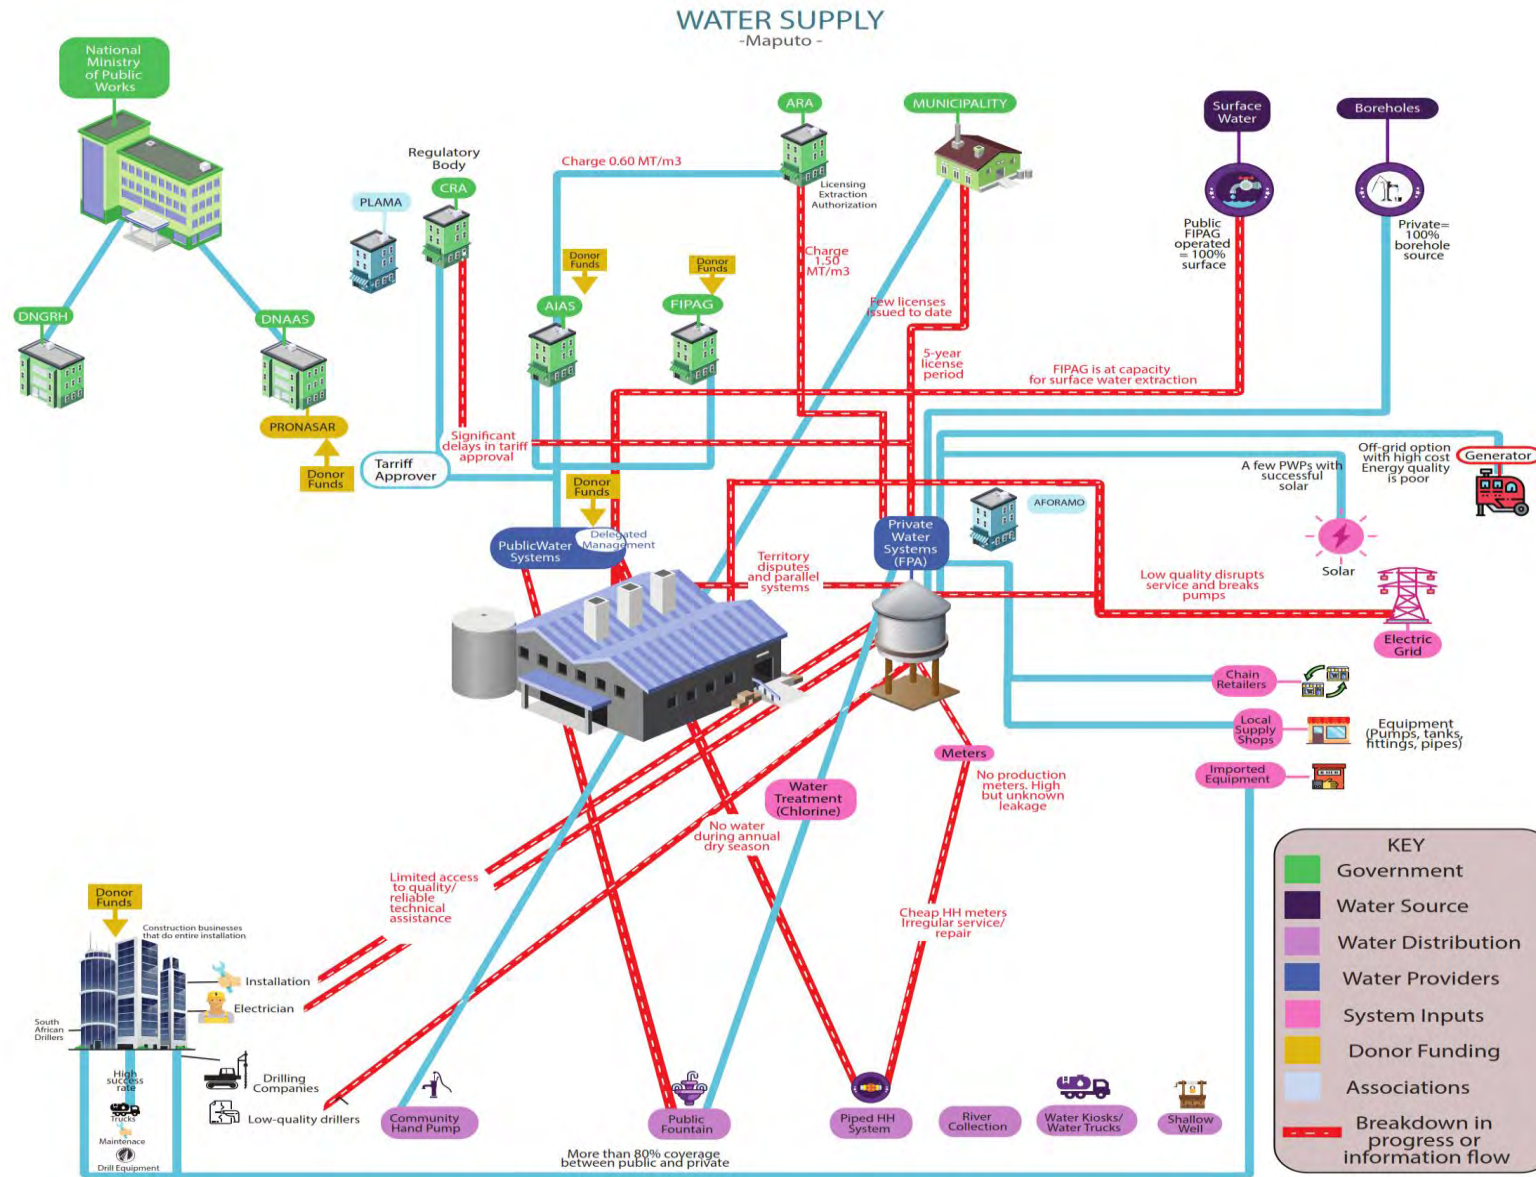 WATER SUPPLY
-Maputo -
National
Ministry
of Public
Works
DNGRH
DNAAS
PRONASAR
Donor
Funds
PLAMA
Regulatory
Body
CRA
Tarriff
Approver
Significant
delays in tariff
approval
Charge 0.60 MT/m3
Donor
Funds
AIAS
Donor
Funds
FIPAG
ARA
Licensing
Extraction
Authorization
Charge
1.50
MT/m3
MUNICIPALITY
Few licenses
issued to date
5-year
license
period
Surface
Water
Public
FIPAG
operated
= 100%
surface
Boreholes
Private=
100%
borehole
source
FIPAG is at capacity
for surface water extraction
Off-grid option
with high cost
Energy quality
is poor
Generator
A few PWPs with
successful
solar
Solar
Donor
Funds
PublicWater
Systems
Delegated
Management
Private
Water
Systems
(FPA)
AFORAMO
Territory
disputes
and parallel
systems
Low quality disrupts
service and breaks
pumps
Electric
Grid
Chain
Retailers
Local
Supply
Shops
Equipment
(Pumps, tanks,
fittings, pipes)
Imported
Equipment
Meters
No production
meters. High
but unknown
leakage
Water
Treatment
(Chlorine)
No water
during annual
dry season
Limited access
to quality/
reliable
technical
assistance
Cheap HH meters
Irregular service/
repair
Donor
Funds
Construction businesses
that do entire installation
Installation
Electrician
South
African
Drillers
High
success
rate
Trucks
Maintenace
Drill Equipment
Drilling
Companies
Low-quality drillers
Community
Hand Pump
Public
Fountain
More than 80% coverage
between public and private
Piped HH
System
River
Collection
Water Kiosks/
Water Trucks
Shallow
Well
KEY
Government
Water Source
Water Distribution
Water Providers
System Inputs
Donor Funding
Associations
Breakdown in
progress or
information flow